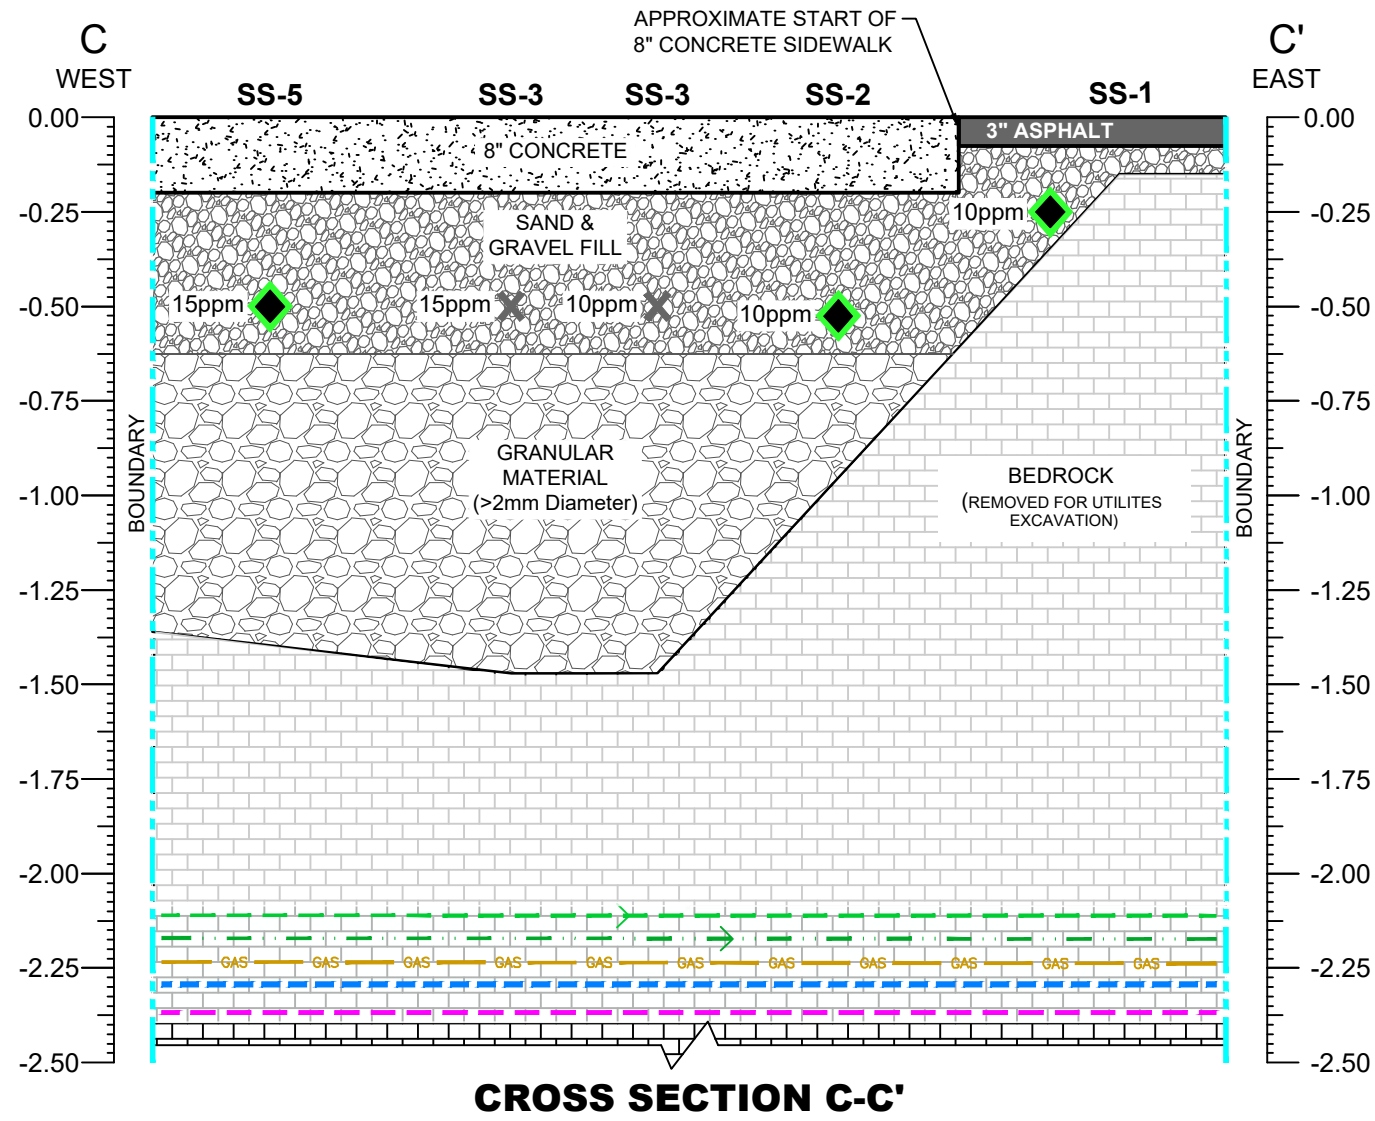 APPROXIMATE START OF
8" CONCRETE SIDEWALK
C
WEST
C'
EAST
SS-5
SS-3
SS-3
SS-2
SS-1
0.00
-0.25
-0.50
-0.75
-1.00
-1.25
-1.50
-1.75
-2.00
-2.25
-2.50
0.00
-0.25
-0.50
-0.75
-1.00
-1.25
-1.50
-1.75
-2.00
-2.25
-2.50
3" ASPHALT
8" CONCRETE
SAND &
GRAVEL FILL
10ppm
15ppm
15ppm
10ppm
10ppm
GRANULAR
MATERIAL
(>2mm Diameter)
BEDROCK
(REMOVED FOR UTILITES
EXCAVATION)
BOUNDARY
BOUNDARY
GAS GAS GAS GAS GAS GAS GAS GAS GAS GAS GAS
CROSS SECTION C-C'